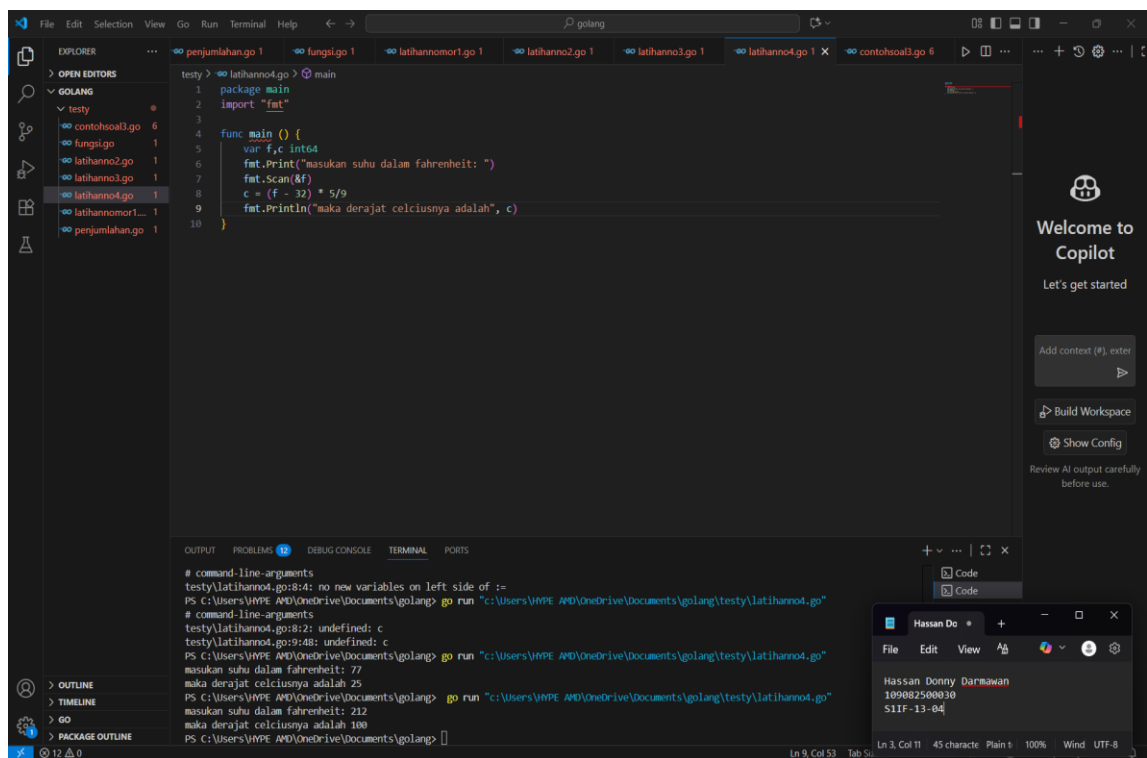 File Edit Selection View Go Run Terminal Help
golang
EXPLORER
penjumlahan.go 1 fungsi.go 1 latihannomor1.go 1 latihanno2.go 1 latihanno3.go 1 latihanno4.go 1 contohsoal3.go 6
OPEN EDITORS
GOLANG
testy
contohsoal3.go 6
fungsi.go 1
latihanno2.go 1
latihanno3.go 1
latihanno4.go 1
latihannomor1.... 1
penjumlahan.go 1
testy > latihanno4.go > main
1 package main
2 import "fmt"
3
4 func main () {
5 var f,c int64
6 fmt.Print("masukan suhu dalam fahrenheit: ")
7 fmt.Scan(&f)
8 c = (f - 32) * 5/9
9 fmt.Println("maka derajat celciusnya adalah", c)
10 }
Welcome to
Copilot
Let's get started
Add context (#), exter
Build Workspace
Show Config
Review AI output carefully
before use.
OUTPUT PROBLEMS 12 DEBUG CONSOLE TERMINAL PORTS
Code
Code
# command-line-arguments
testy\latihanno4.go:8:4: no new variables on left side of :=
PS C:\Users\HYPE AMD\OneDrive\Documents\golang> go run "c:\Users\HYPE AMD\OneDrive\Documents\golang\testy\latihanno4.go"
# command-line-arguments
testy\latihanno4.go:8:2: undefined: c
testy\latihanno4.go:9:48: undefined: c
PS C:\Users\HYPE AMD\OneDrive\Documents\golang> go run "c:\Users\HYPE AMD\OneDrive\Documents\golang\testy\latihanno4.go"
masukan suhu dalam fahrenheit: 77
maka derajat celciusnya adalah 25
PS C:\Users\HYPE AMD\OneDrive\Documents\golang> go run "c:\Users\HYPE AMD\OneDrive\Documents\golang\testy\latihanno4.go"
masukan suhu dalam fahrenheit: 212
maka derajat celciusnya adalah 100
PS C:\Users\HYPE AMD\OneDrive\Documents\golang>
OUTLINE
TIMELINE
GO
PACKAGE OUTLINE
12 0
Ln 9, Col 53 Tab S
Hassan Do
File Edit View
Hassan Donny Darmawan
109082500030
S1IF-13-04
Ln 3, Col 11 45 characte Plain t 100% Wind UTF-8